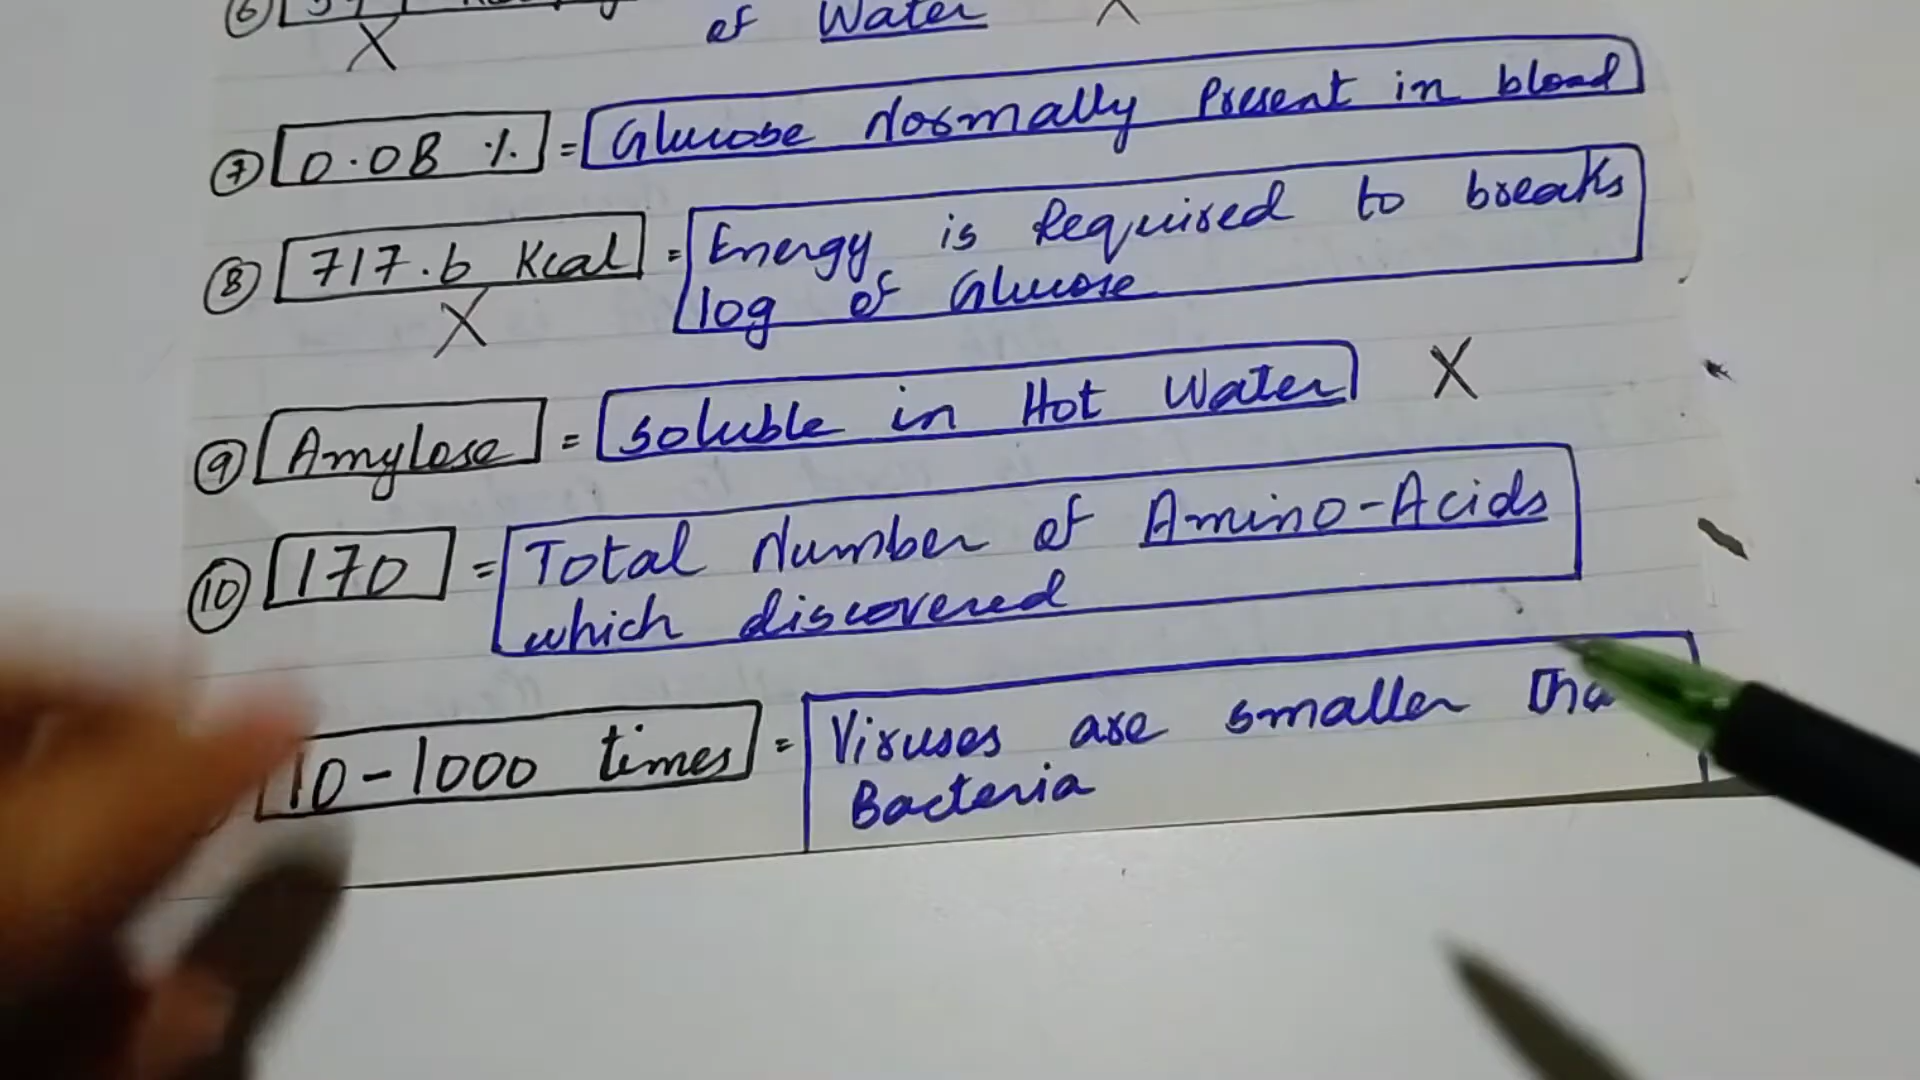 ⑥
X of Water X
⑦ 0.08 % = Glucose Normally Present in blood
⑧ 717.6 Kcal = Energy is Required to breaks
X 10g of Glucose
⑨ Amylose = Soluble in Hot Water X
⑩ 170 = Total Number of Amino-Acids
which discovered
10-1000 times = Viruses are smaller
Bacteria